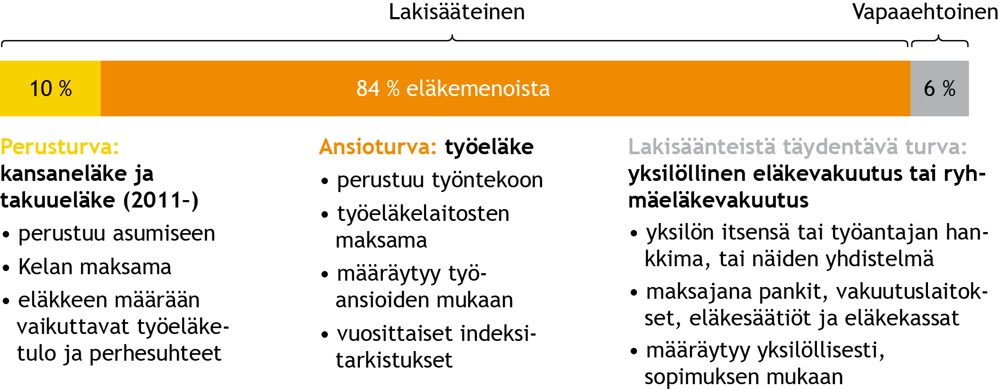 Lakisääteinen
Vapaaehtoinen
10 %
84 % eläkemenoista
6 %
Perusturva:
kansaneläke ja
takuueläke (2011–)
• perustuu asumiseen
• Kelan maksama
• eläkkeen määrään
vaikuttavat työeläke-
tulo ja perhesuhteet
Ansioturva: työeläke
• perustuu työntekoon
• työeläkelaitosten
maksama
• määräytyy työ-
ansioiden mukaan
• vuosittaiset indeksi-
tarkistukset
Lakisäänteistä täydentävä turva:
yksilöllinen eläkevakuutus tai ryh-
mäeläkevakuutus
• yksilön itsensä tai työantajan han-
kkima, tai näiden yhdistelmä
• maksajana pankit, vakuutuslaitok-
set, eläkesäätiöt ja eläkekassat
• määräytyy yksilöllisesti,
sopimuksen mukaan